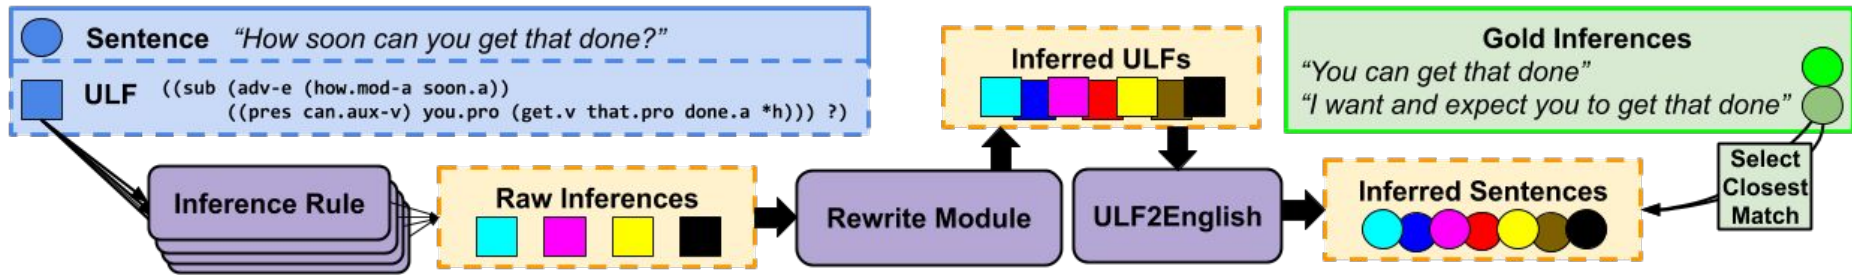 Sentence “How soon can you get that done?”
ULF ((sub (adv-e (how.mod-a soon.a))
((pres can.aux-v) you.pro (get.v that.pro done.a *h))) ?)
Inference Rule
Raw Inferences
Rewrite Module
Inferred ULFs
ULF2English
Inferred Sentences
Gold Inferences
“You can get that done”
“I want and expect you to get that done”
Select
Closest
Match